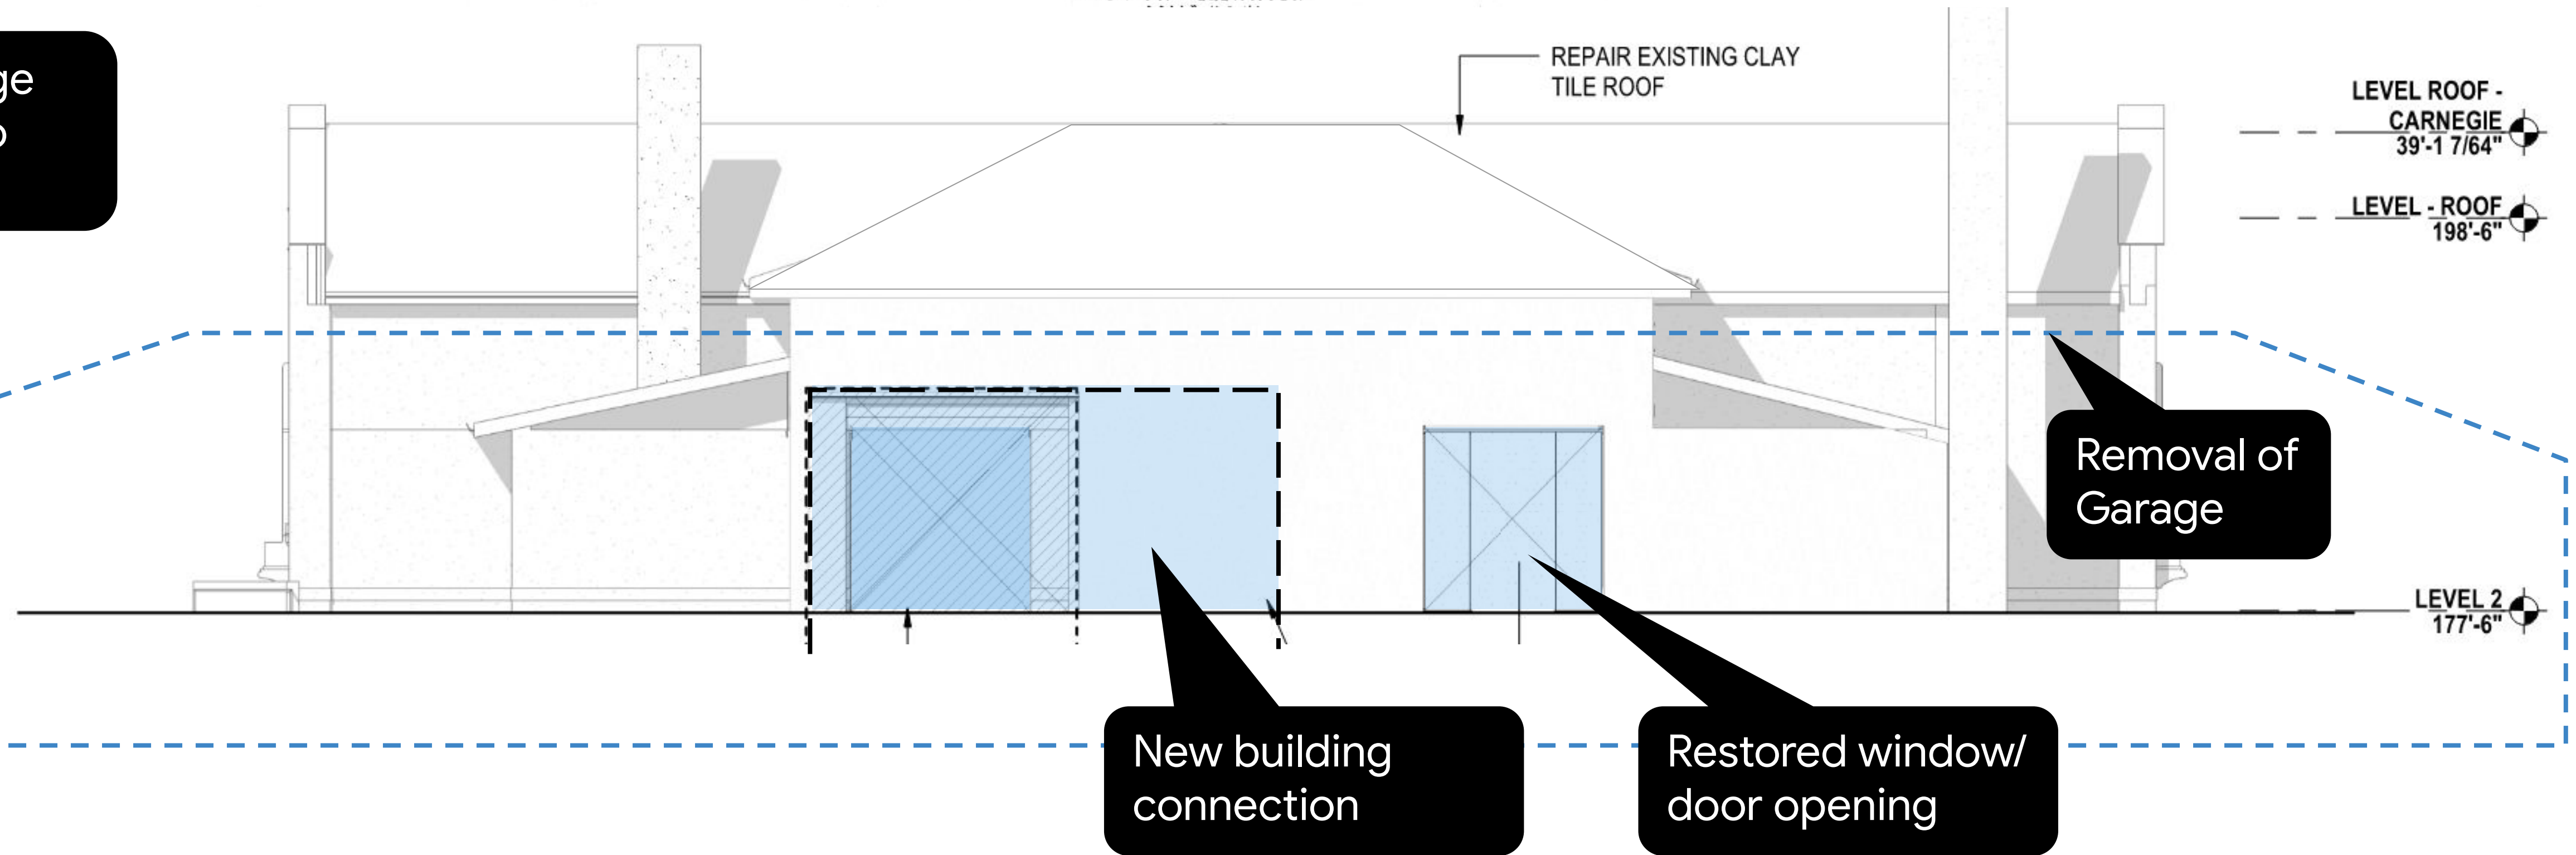 REPAIR EXISTING CLAY
TILE ROOF
LEVEL ROOF -
CARNEGIE
39'-1 7/64"
LEVEL - ROOF
198'-6"
Removal of
Garage
LEVEL 2
177'-6"
New building
connection
Restored window/
door opening